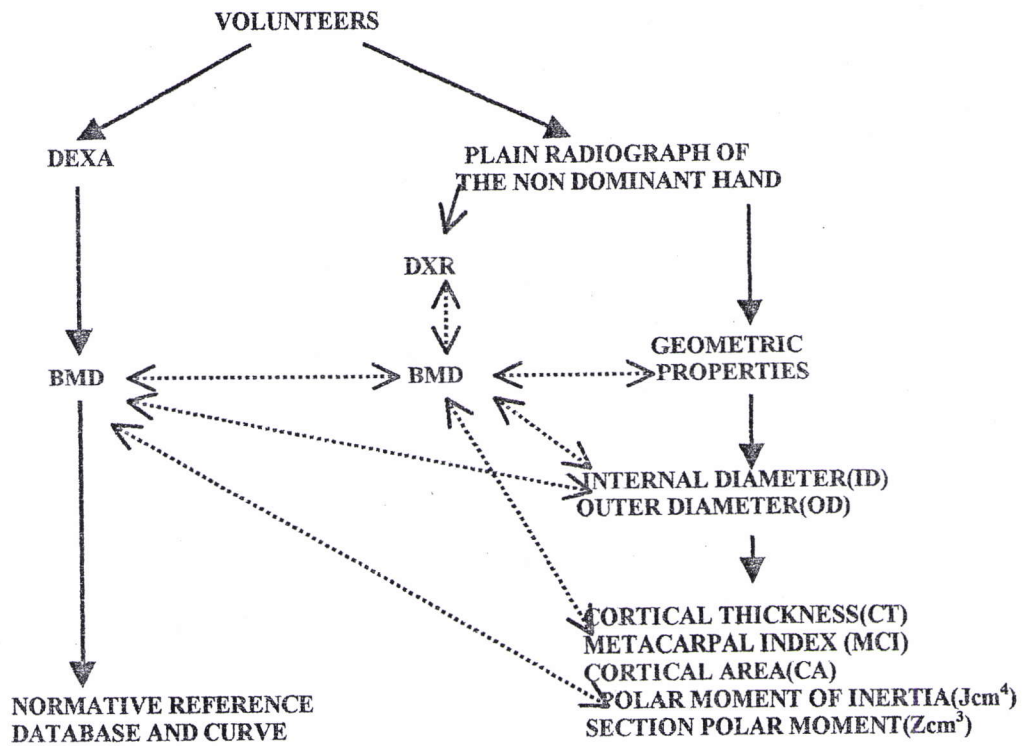 VOLUNTEERS
DEXA
PLAIN RADIOGRAPH OF
THE NON DOMINANT HAND
DXR
BMD
BMD
GEOMETRIC
PROPERTIES
INTERNAL DIAMETER(ID)
OUTER DIAMETER(OD)
CORTICAL THICKNESS(CT)
METACARPAL INDEX (MCI)
CORTICAL AREA(CA)
POLAR MOMENT OF INERTIA(Jcm⁴)
SECTION POLAR MOMENT(Zcm³)
NORMATIVE REFERENCE
DATABASE AND CURVE